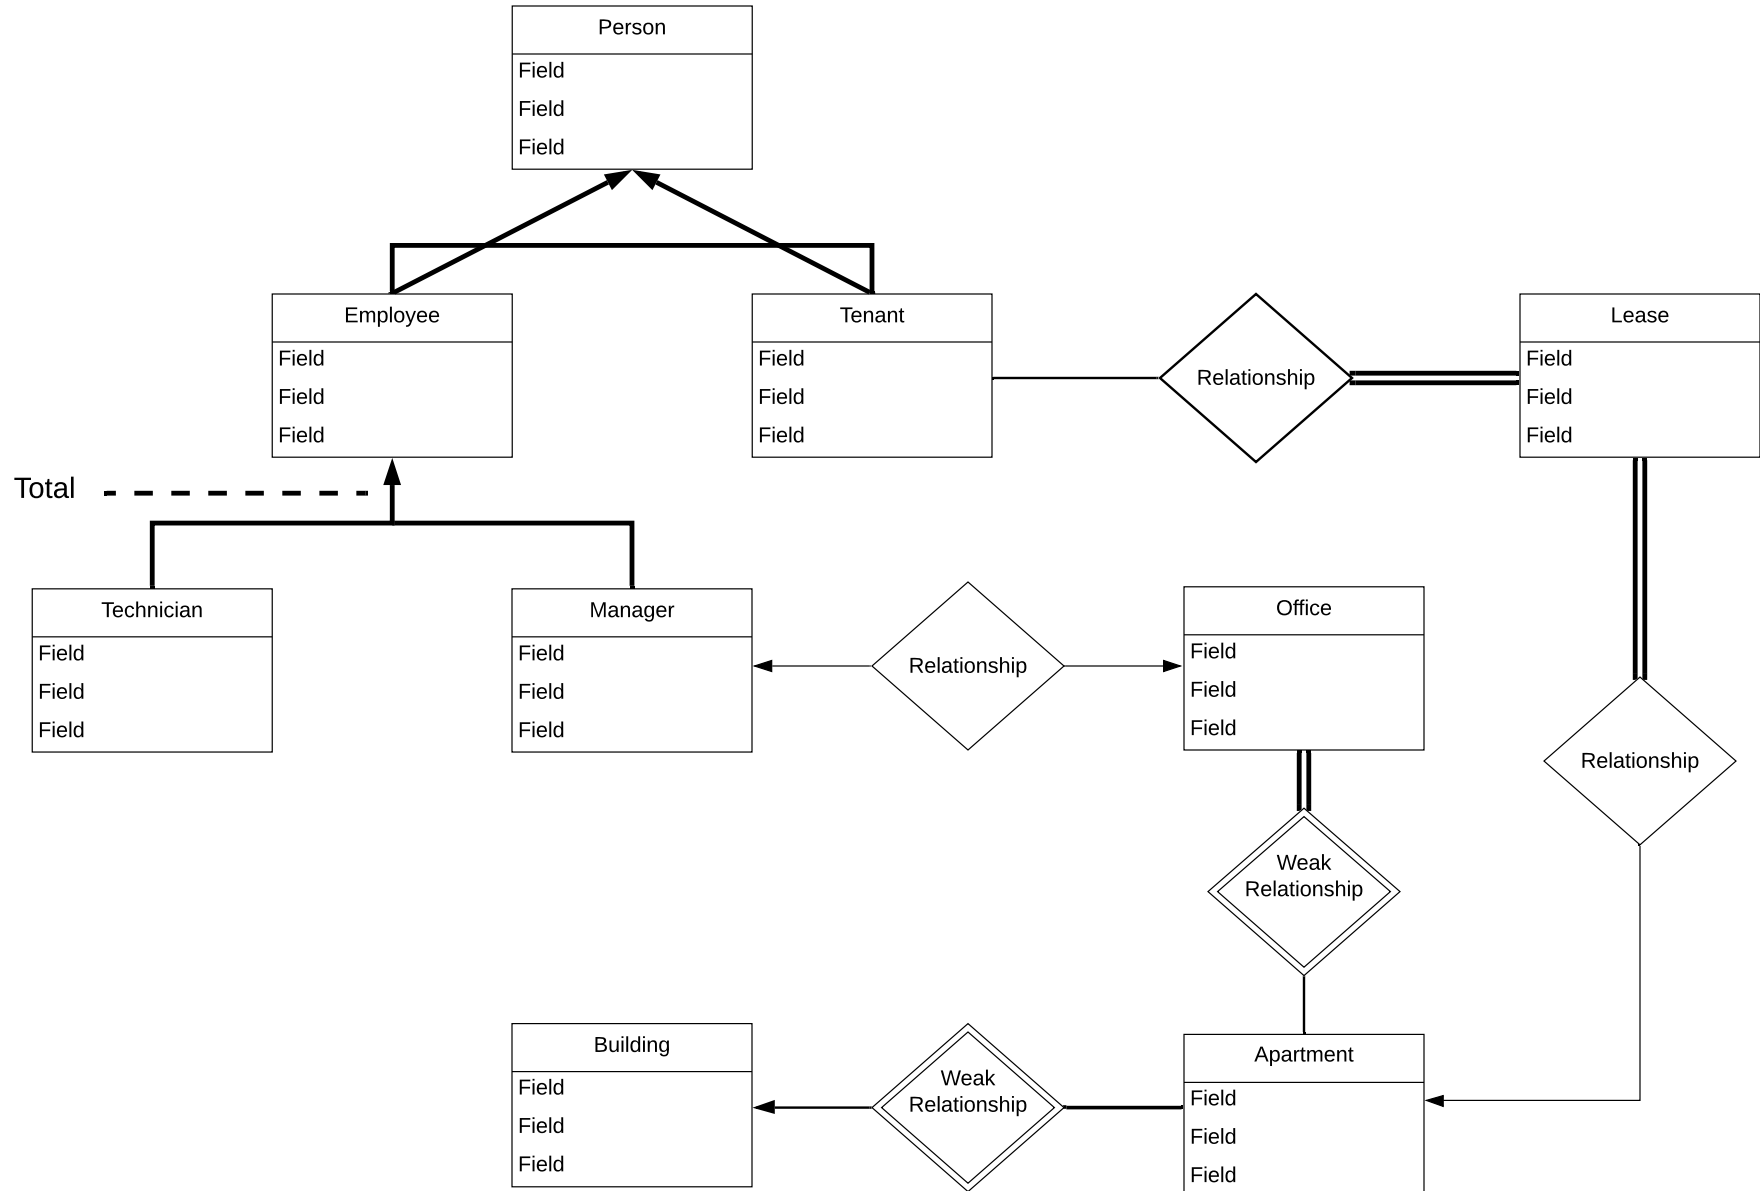 Person
Field
Field
Field
Employee
Field
Field
Field
Tenant
Field
Field
Field
Relationship
Lease
Field
Field
Field
Total
Technician
Field
Field
Field
Manager
Field
Field
Field
Relationship
Office
Field
Field
Field
Relationship
Weak
Relationship
Building
Field
Field
Field
Weak
Relationship
Apartment
Field
Field
Field